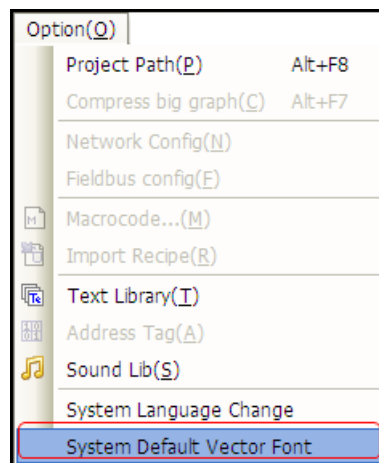 Option(O)
Project Path(P) Alt+F8
Compress big graph(C) Alt+F7
Network Config(N)
Fieldbus config(F)
Macrocode...(M)
Import Recipe(R)
Text Library(T)
Address Tag(A)
Sound Lib(S)
System Language Change
System Default Vector Font